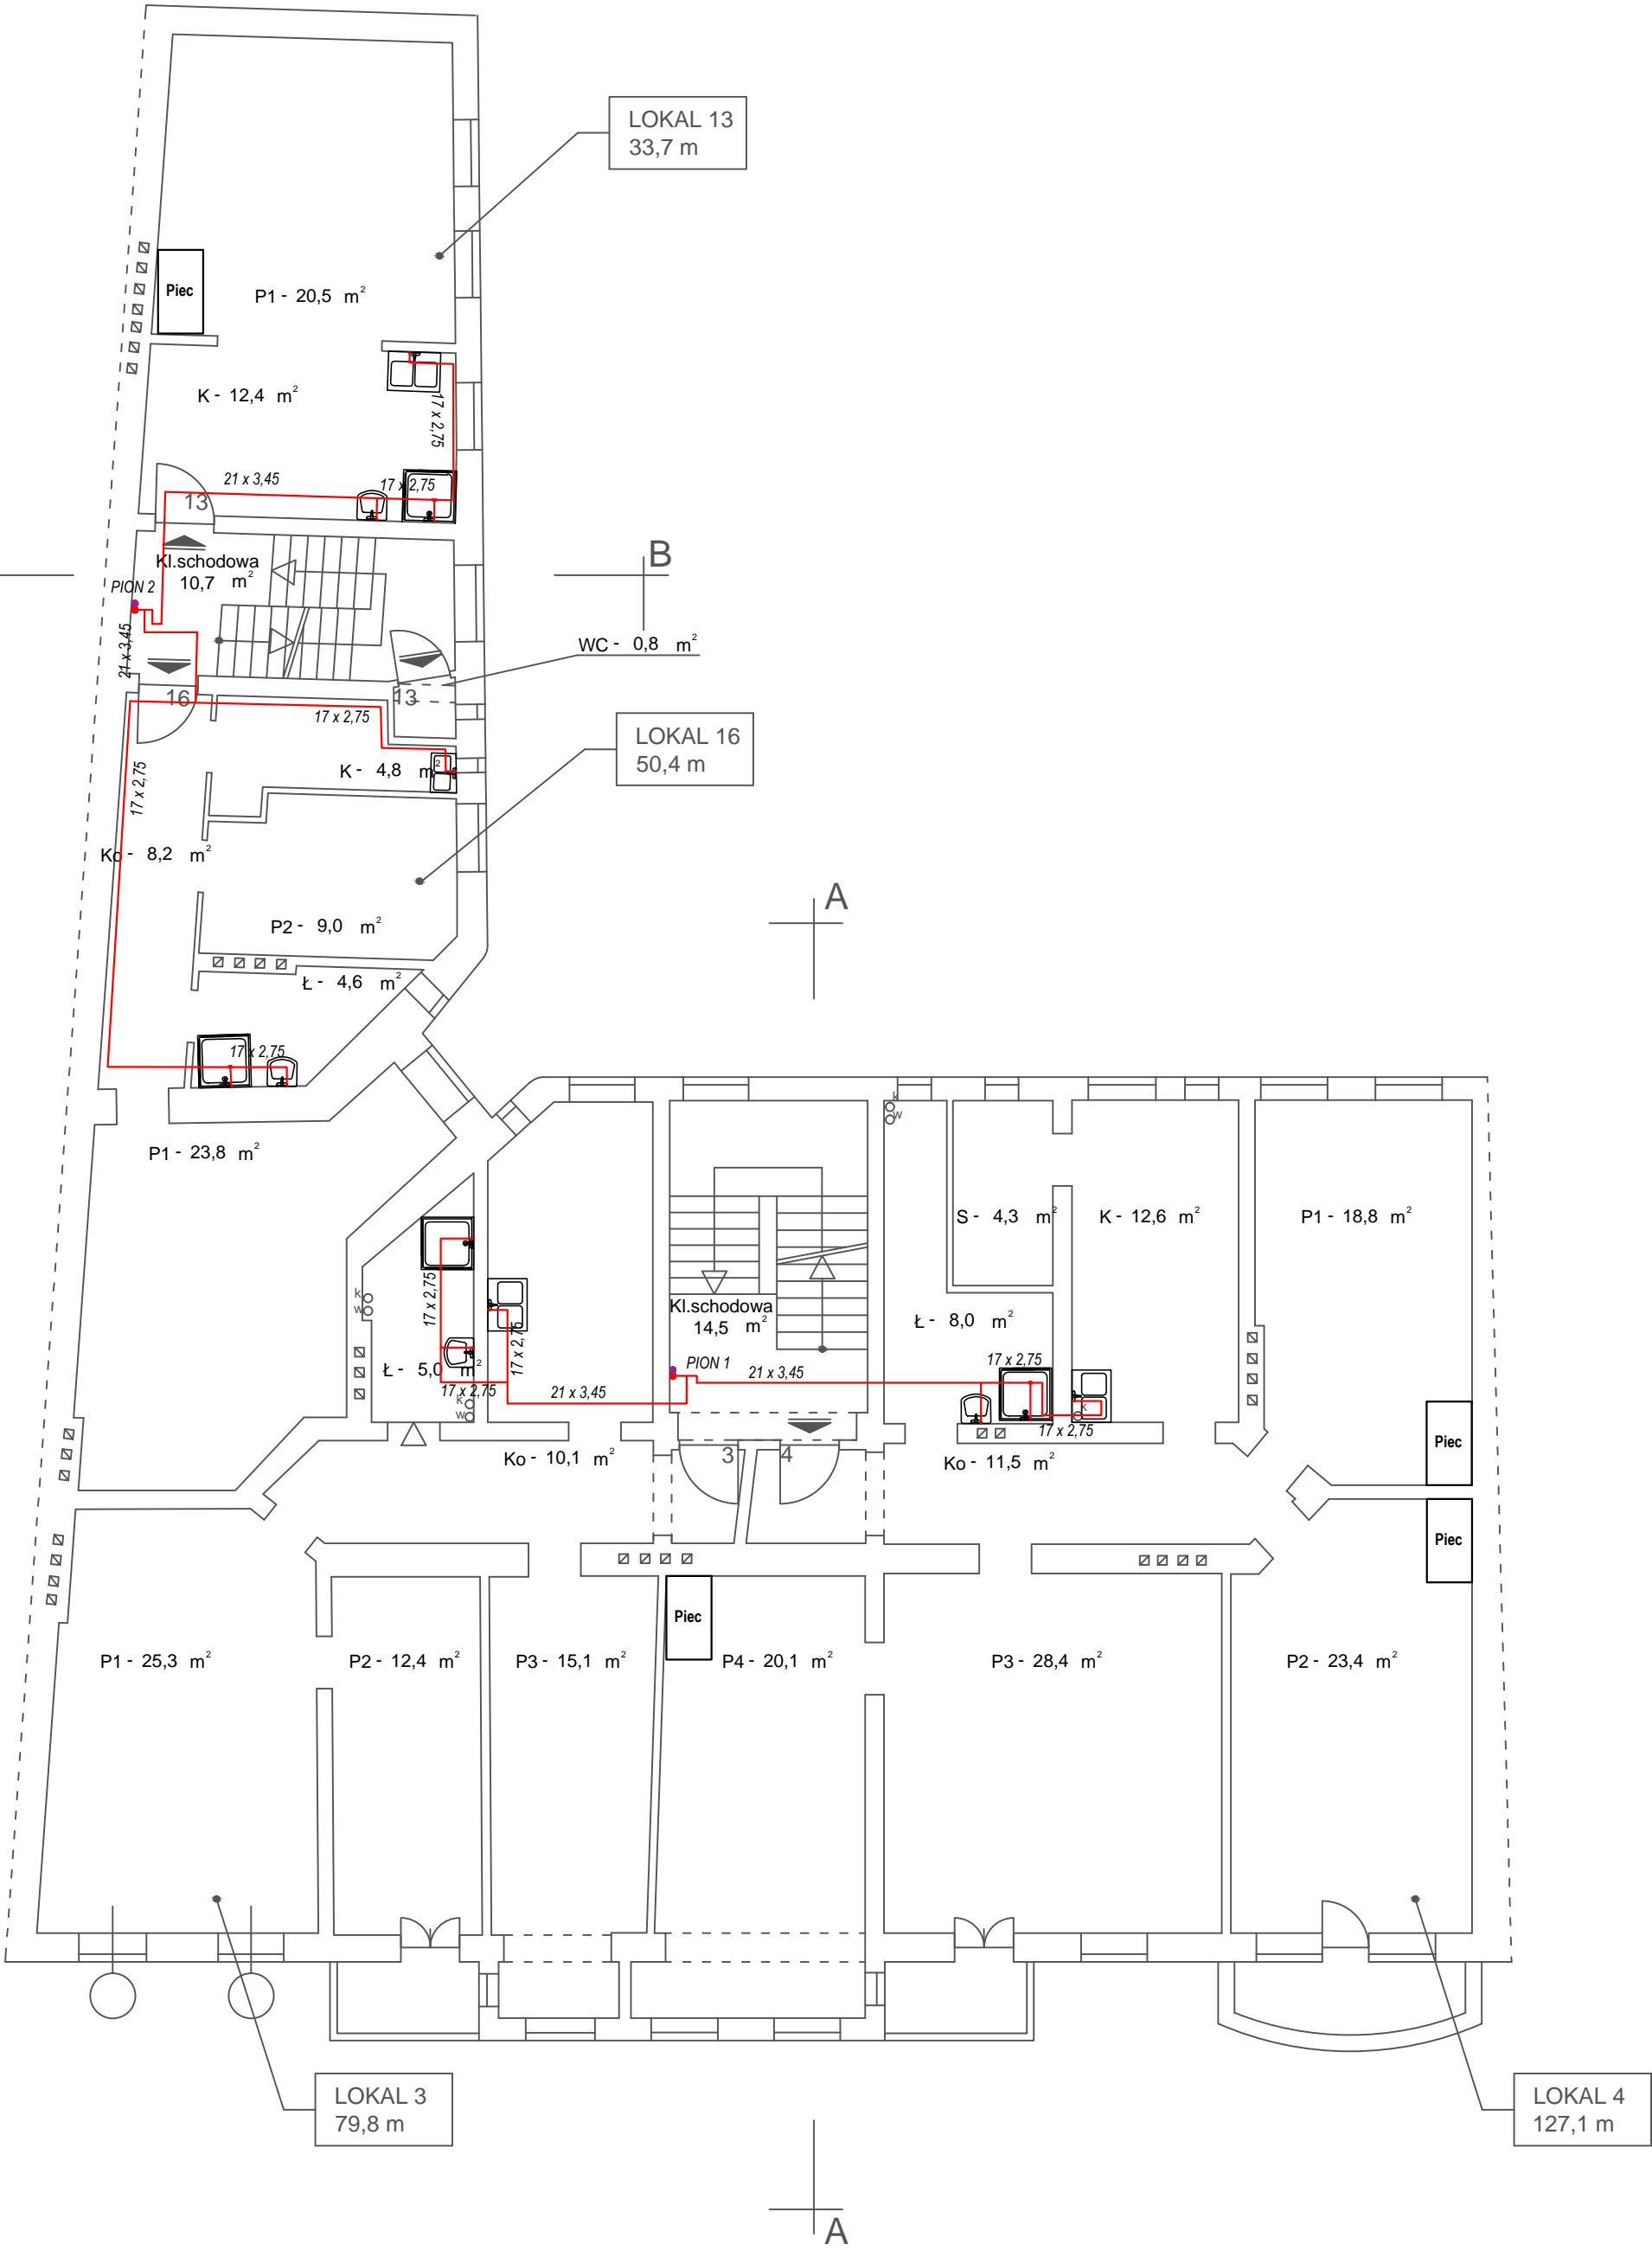 LOKAL 13
33,7 m
Piec
P1 - 20,5 m²
K - 12,4 m²
17 x 2,75
21 x 3,45
17 x 2,75
13
Kl.schodowa
10,7 m²
B
PION 2
21 x 3,45
WC - 0,8 m²
16
13
17 x 2,75
LOKAL 16
50,4 m
K - 4,8 m²
17 x 2,75
Ko - 8,2 m²
A
P2 - 9,0 m²
Ł - 4,6 m²
17 x 2,75
k
w
P1 - 23,8 m²
S - 4,3 m²
K - 12,6 m²
P1 - 18,8 m²
17 x 2,75
k
w
Kl.schodowa
14,5 m²
Ł - 8,0 m²
17 x 2,75
PION 1
17 x 2,75
Ł - 5,0 m²
21 x 3,45
17 x 2,75
21 x 3,45
k
w
k
17 x 2,75
Piec
3
4
Ko - 10,1 m²
Ko - 11,5 m²
Piec
Piec
P1 - 25,3 m²
P2 - 12,4 m²
P3 - 15,1 m²
P4 - 20,1 m²
P3 - 28,4 m²
P2 - 23,4 m²
LOKAL 3
79,8 m
LOKAL 4
127,1 m
A